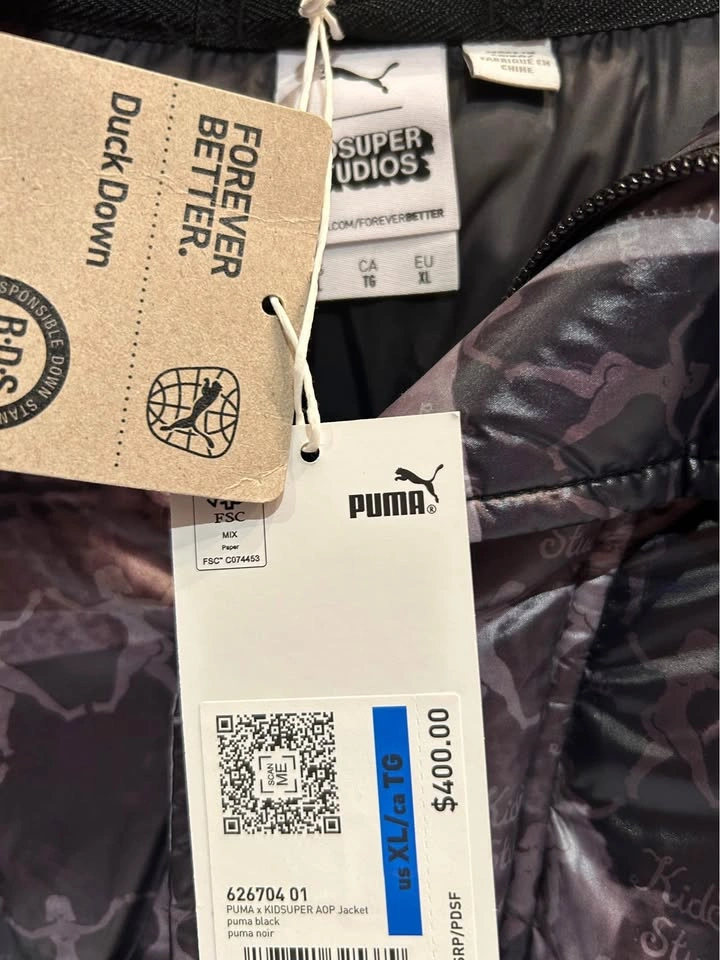 FOREVER
BETTER.
Duck Down
R.D.S
FABRIQUÉ EN
CHINE
STUDIOS
.COM/FOREVERBETTER
CA
TG
EU
XL
FSC
MIX
Paper
FSC™ C074453
PUMA®
SCAN
ME
us XL/ca TG
$400.00
SRP/PDSF
626704 01
PUMA x KIDSUPER AOP Jacket
puma black
puma noir